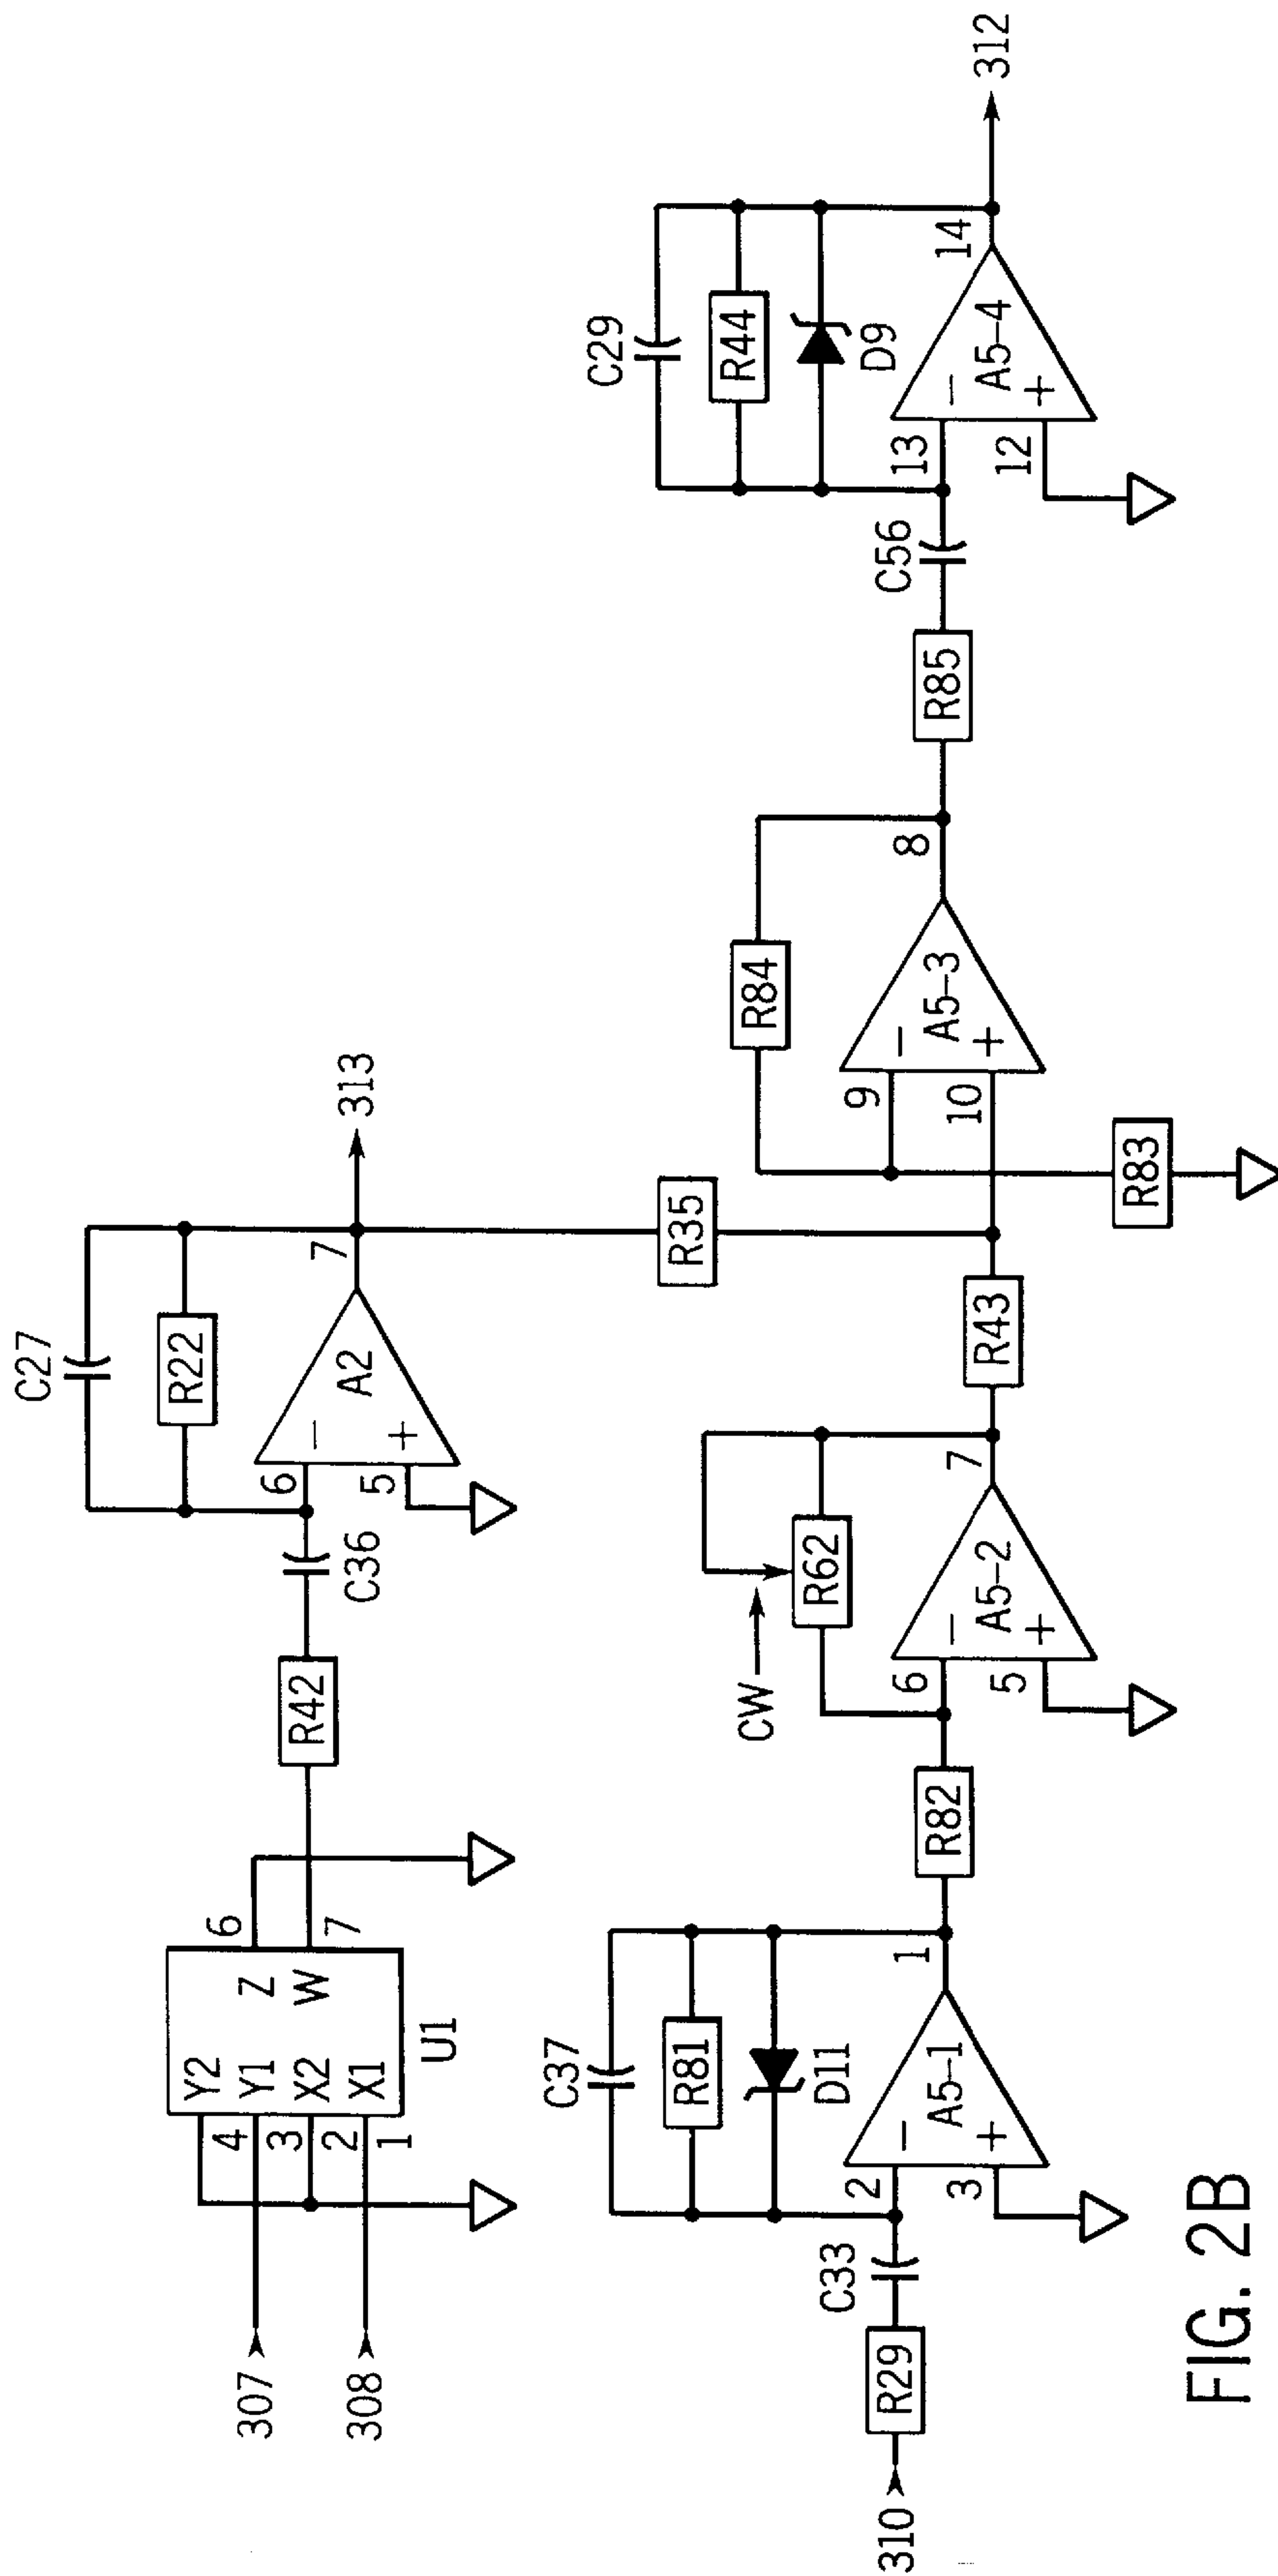 C27
R22
307
308
4
3
2
1
Y2
Y1
X2
X1
Z
W
6
7
U1
R42
C36
6
5
−
+
A2
7
313
R35
310
R29
C33
C37
R81
D11
2
3
−
+
A5-1
1
R82
CW
R62
6
5
−
+
A5-2
7
R43
R84
9
10
−
+
A5-3
8
R83
R85
C56
C29
R44
D9
13
12
−
+
A5-4
14
312
FIG. 2B